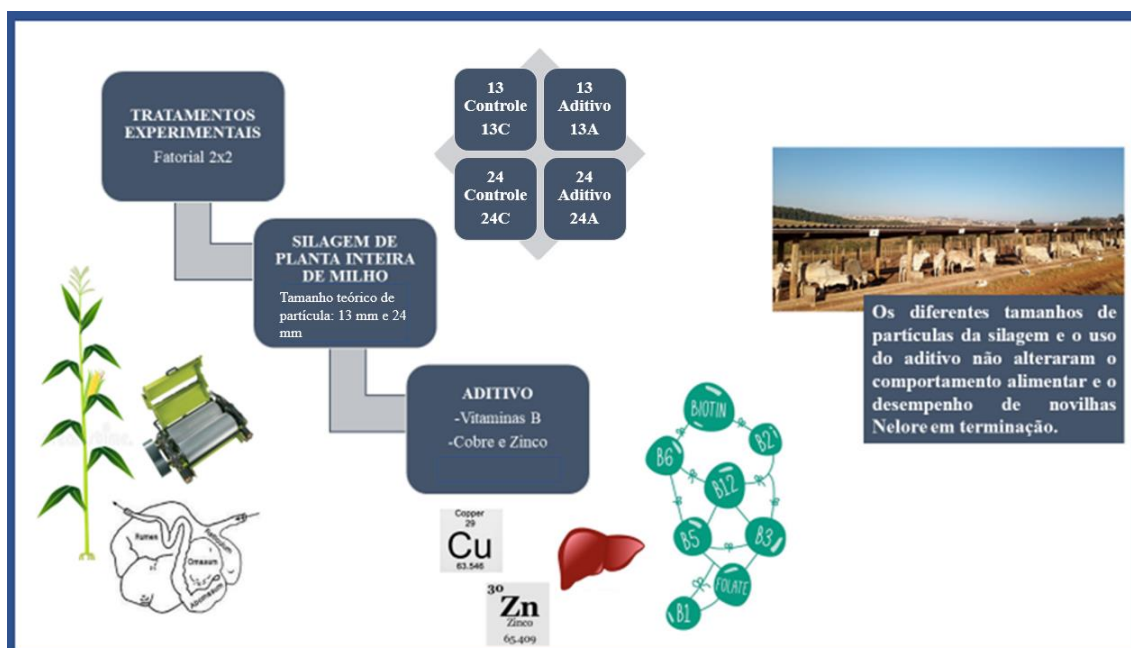 TRATAMENTOS
EXPERIMENTAIS
Fatorial 2x2
13
Controle
13C
13
Aditivo
13A
24
Controle
24C
24
Aditivo
24A
SILAGEM DE
PLANTA INTEIRA
DE MILHO
Tamanho teórico de
partícula: 13 mm e 24
mm
ADITIVO
-Vitaminas B
-Cobre e Zinco
Os diferentes tamanhos de
partículas da silagem e o uso
do aditivo não alteraram o
comportamento alimentar e o
desempenho de novilhas
Nelore em terminação.
Rumen
Reticulum
Omasum
Abomasum
Copper
29
Cu
63.546
30
Zn
Zinco
65.409
BIOTIN
B2
B6
B12
B5
B3
FOLATE
B1